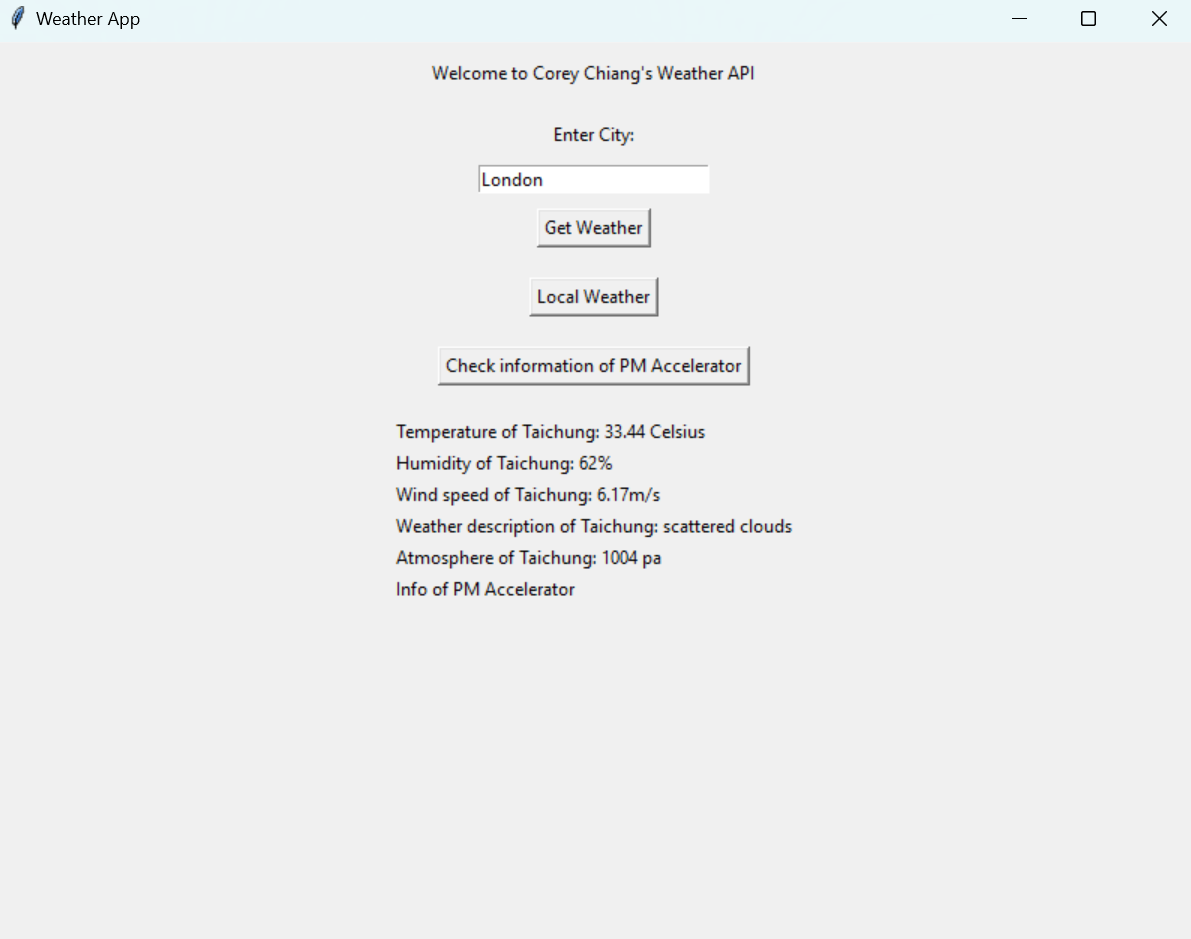 Weather App
Welcome to Corey Chiang's Weather API
Enter City:
London
Get Weather
Local Weather
Check information of PM Accelerator
Temperature of Taichung: 33.44 Celsius
Humidity of Taichung: 62%
Wind speed of Taichung: 6.17m/s
Weather description of Taichung: scattered clouds
Atmosphere of Taichung: 1004 pa
Info of PM Accelerator